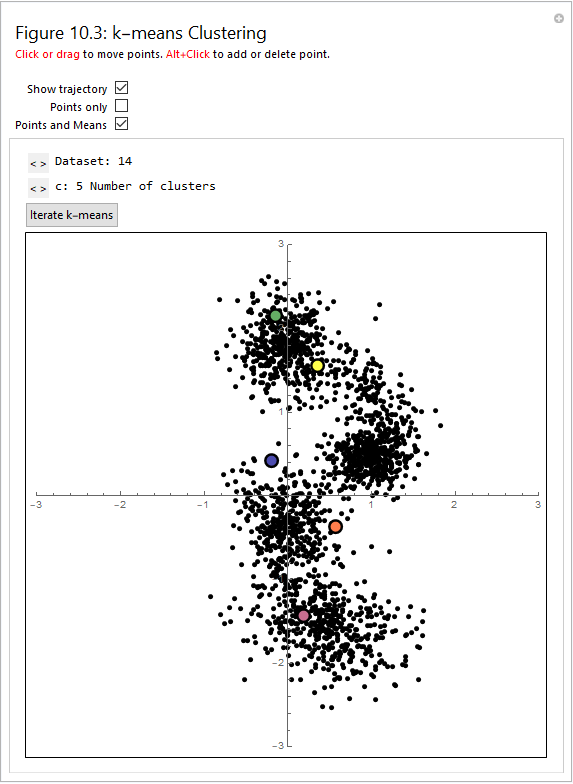 Figure 10.3: k−means Clustering
Click or drag to move points. Alt+Click to add or delete point.
Show trajectory
Points only
Points and Means
< > Dataset: 14
< > c: 5 Number of clusters
Iterate k−means
3
1
−3 −2 −1 1 2 3
−2
−3